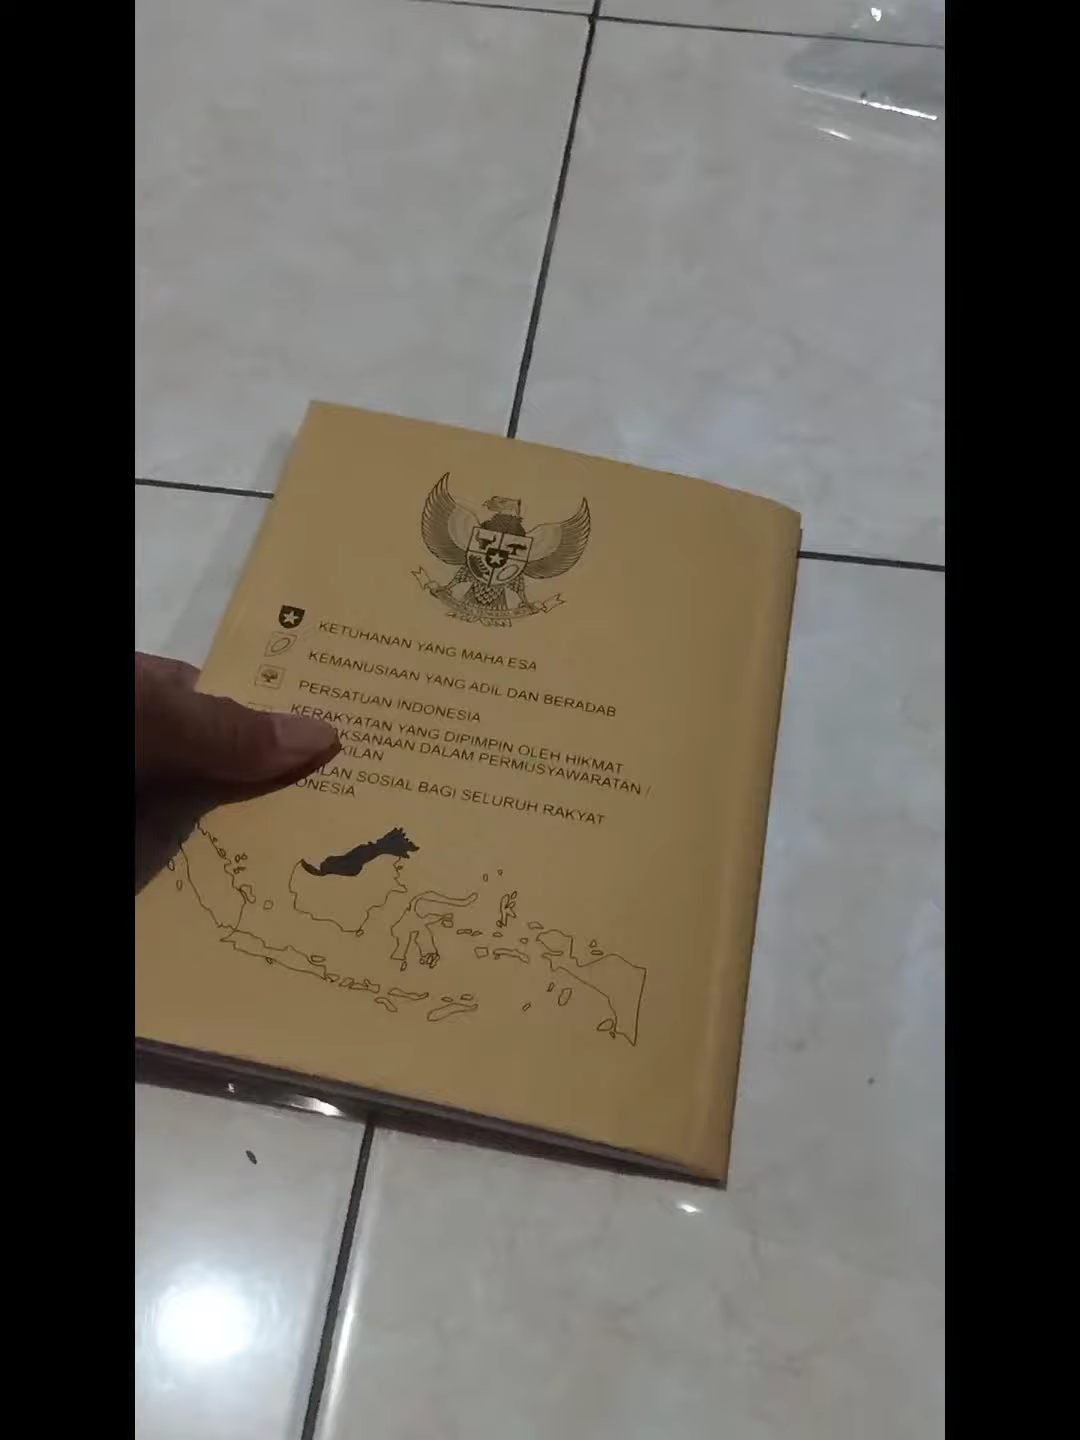 KETUHANAN YANG MAHA ESA
KEMANUSIAAN YANG ADIL DAN BERADAB
PERSATUAN INDONESIA
KERAKYATAN YANG DIPIMPIN OLEH HIKMAT
DALAM PERMUSYAWARATAN /
SOSIAL BAGI SELURUH RAKYAT